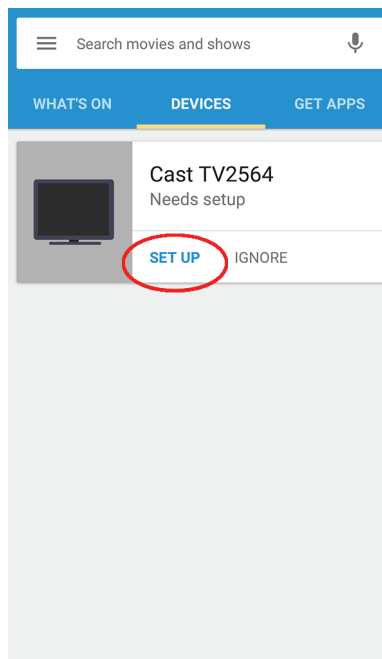 Search movies and shows
WHAT'S ON DEVICES GET APPS
Cast TV2564
Needs setup
SET UP IGNORE